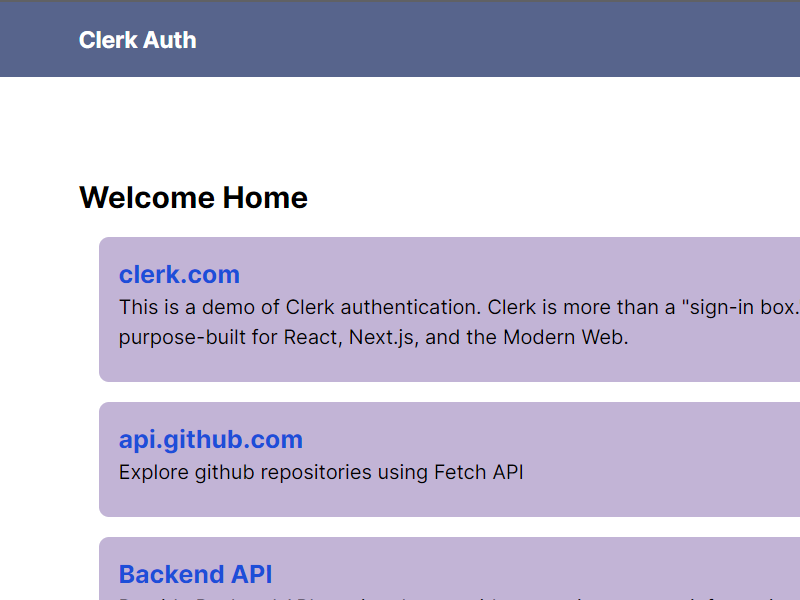 Clerk Auth
Welcome Home
clerk.com
This is a demo of Clerk authentication. Clerk is more than a "sign-in box.
purpose-built for React, Next.js, and the Modern Web.
api.github.com
Explore github repositories using Fetch API
Backend API